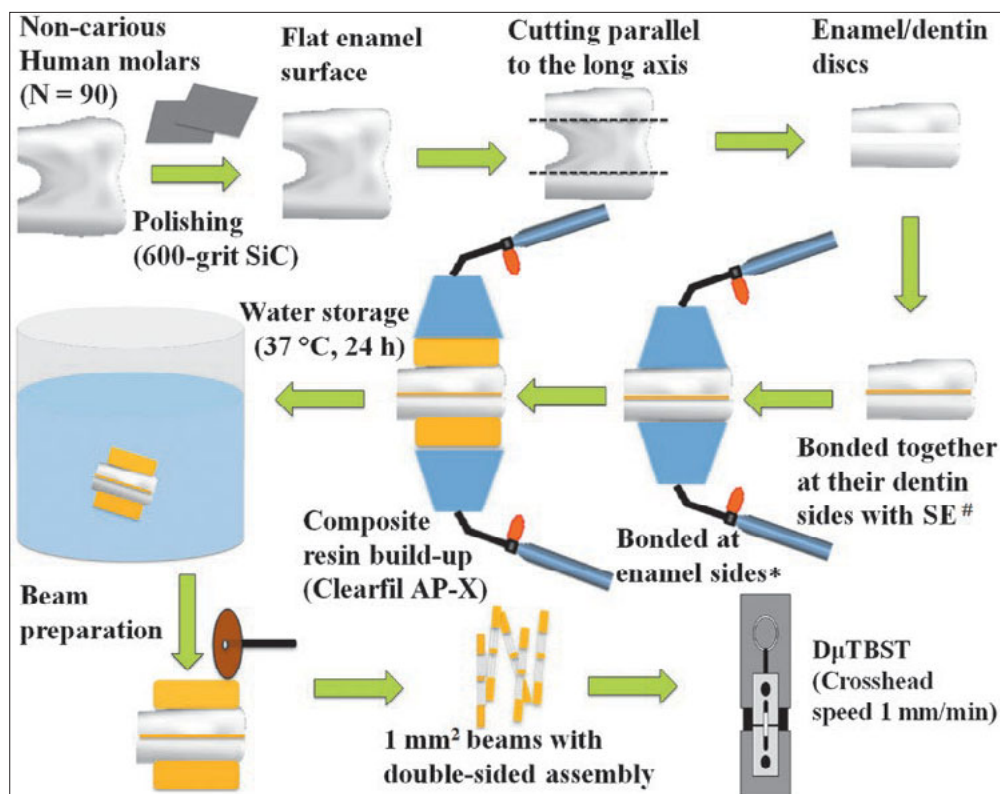 Non-carious
Human molars
(N = 90)
Polishing
(600-grit SiC)
Flat enamel
surface
Cutting parallel
to the long axis
Enamel/dentin
discs
Bonded together
at their dentin
sides with SE #
Bonded at
enamel sides*
Composite
resin build-up
(Clearfil AP-X)
Water storage
(37 °C, 24 h)
Beam
preparation
1 mm² beams with
double-sided assembly
DμTBST
(Crosshead
speed 1 mm/min)